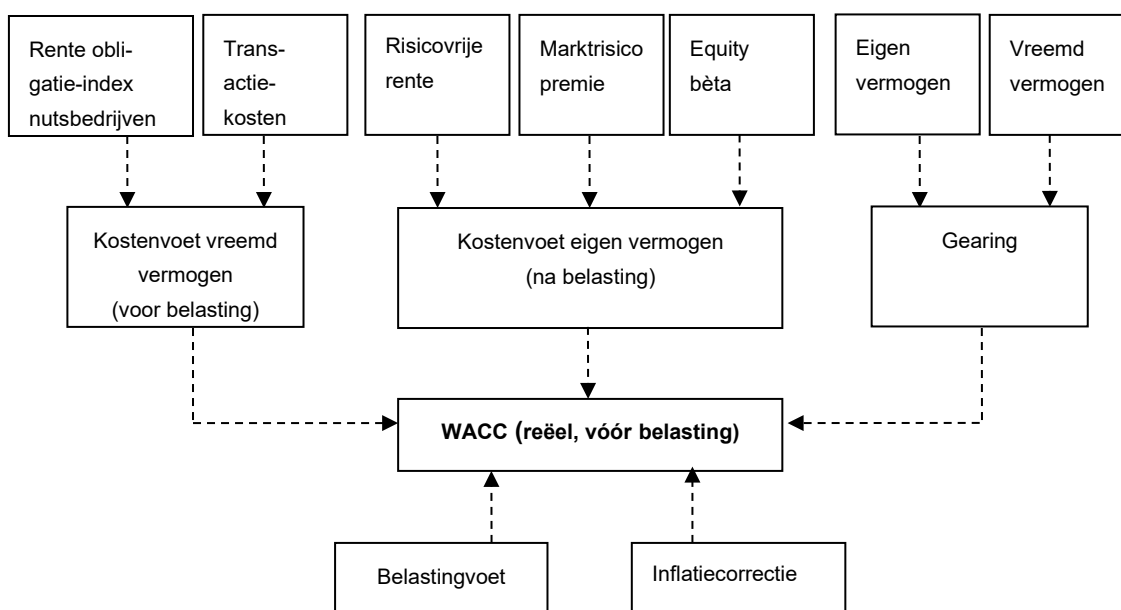 Rente obli-
gatie-index
nutsbedrijven
Trans-
actie-
kosten
Risicovrije
rente
Marktrisico
premie
Equity
bèta
Eigen
vermogen
Vreemd
vermogen
Kostenvoet vreemd
vermogen
(voor belasting)
Kostenvoet eigen vermogen
(na belasting)
Gearing
WACC (reëel, vóór belasting)
Belastingvoet
Inflatiecorrectie